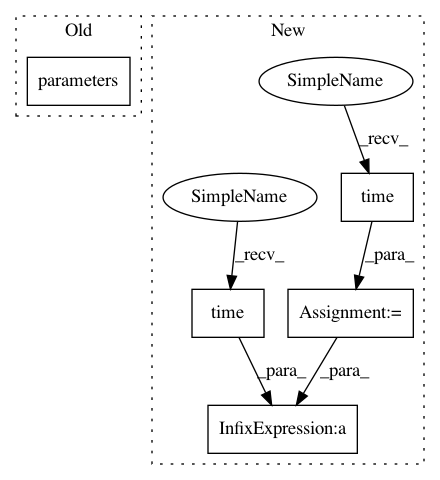 Old
New
parameters
SimpleName
_recv_
SimpleName
time
_recv_
_para_
time
Assignment:=
_para_
_para_
InfixExpression:a